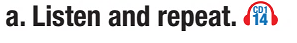 a. Listen and repeat. CD1 14